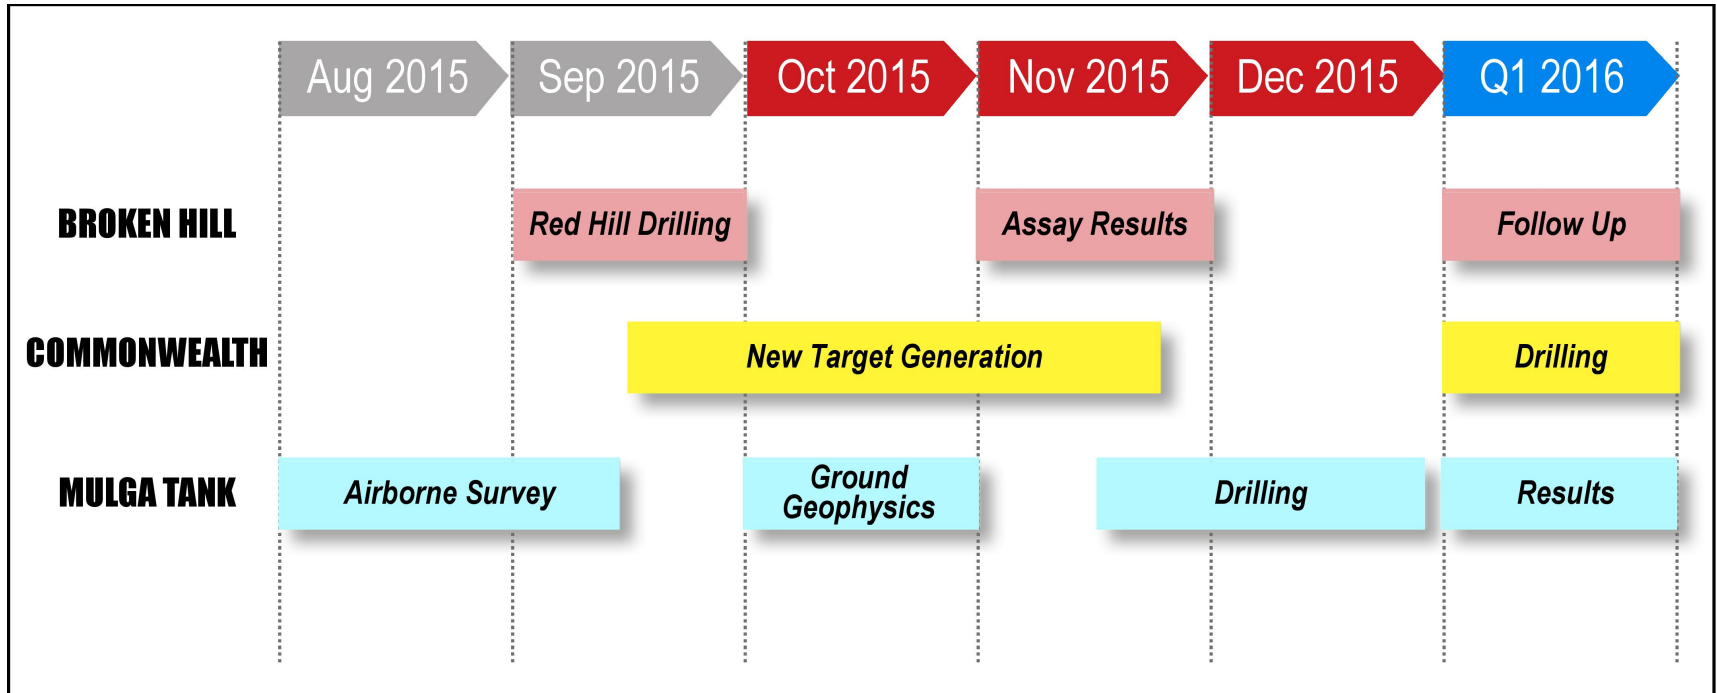 Aug 2015
Sep 2015
Oct 2015
Nov 2015
Dec 2015
Q1 2016
BROKEN HILL
Red Hill Drilling
Assay Results
Follow Up
COMMONWEALTH
New Target Generation
Drilling
MULGA TANK
Airborne Survey
Ground
Geophysics
Drilling
Results